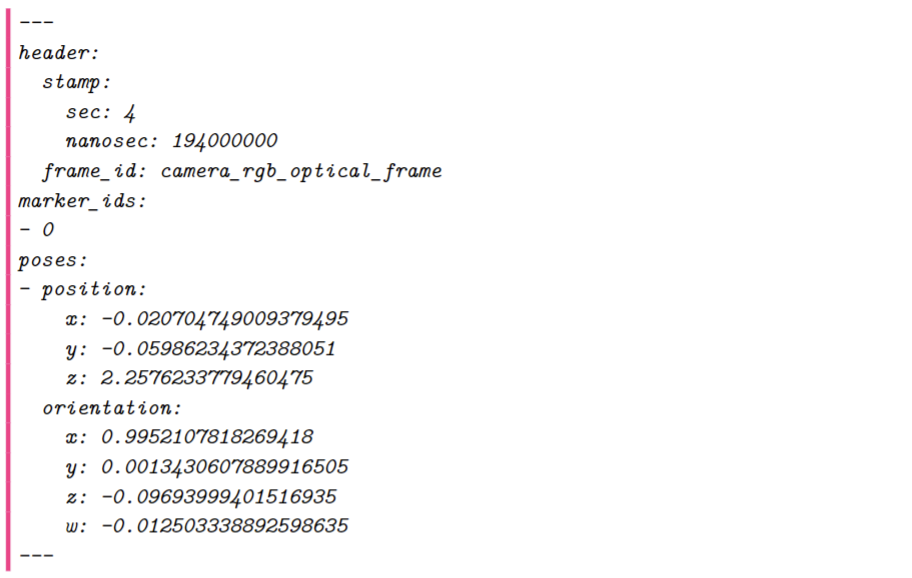 ---
header:
  stamp:
    sec: 4
    nanosec: 194000000
  frame_id: camera_rgb_optical_frame
marker_ids:
- 0
poses:
- position:
    x: -0.020704749009379495
    y: -0.05986234372388051
    z: 2.2576233779460475
  orientation:
    x: 0.9952107818269418
    y: 0.0013430607889916505
    z: -0.09693999401516935
    w: -0.012503338892598635
---